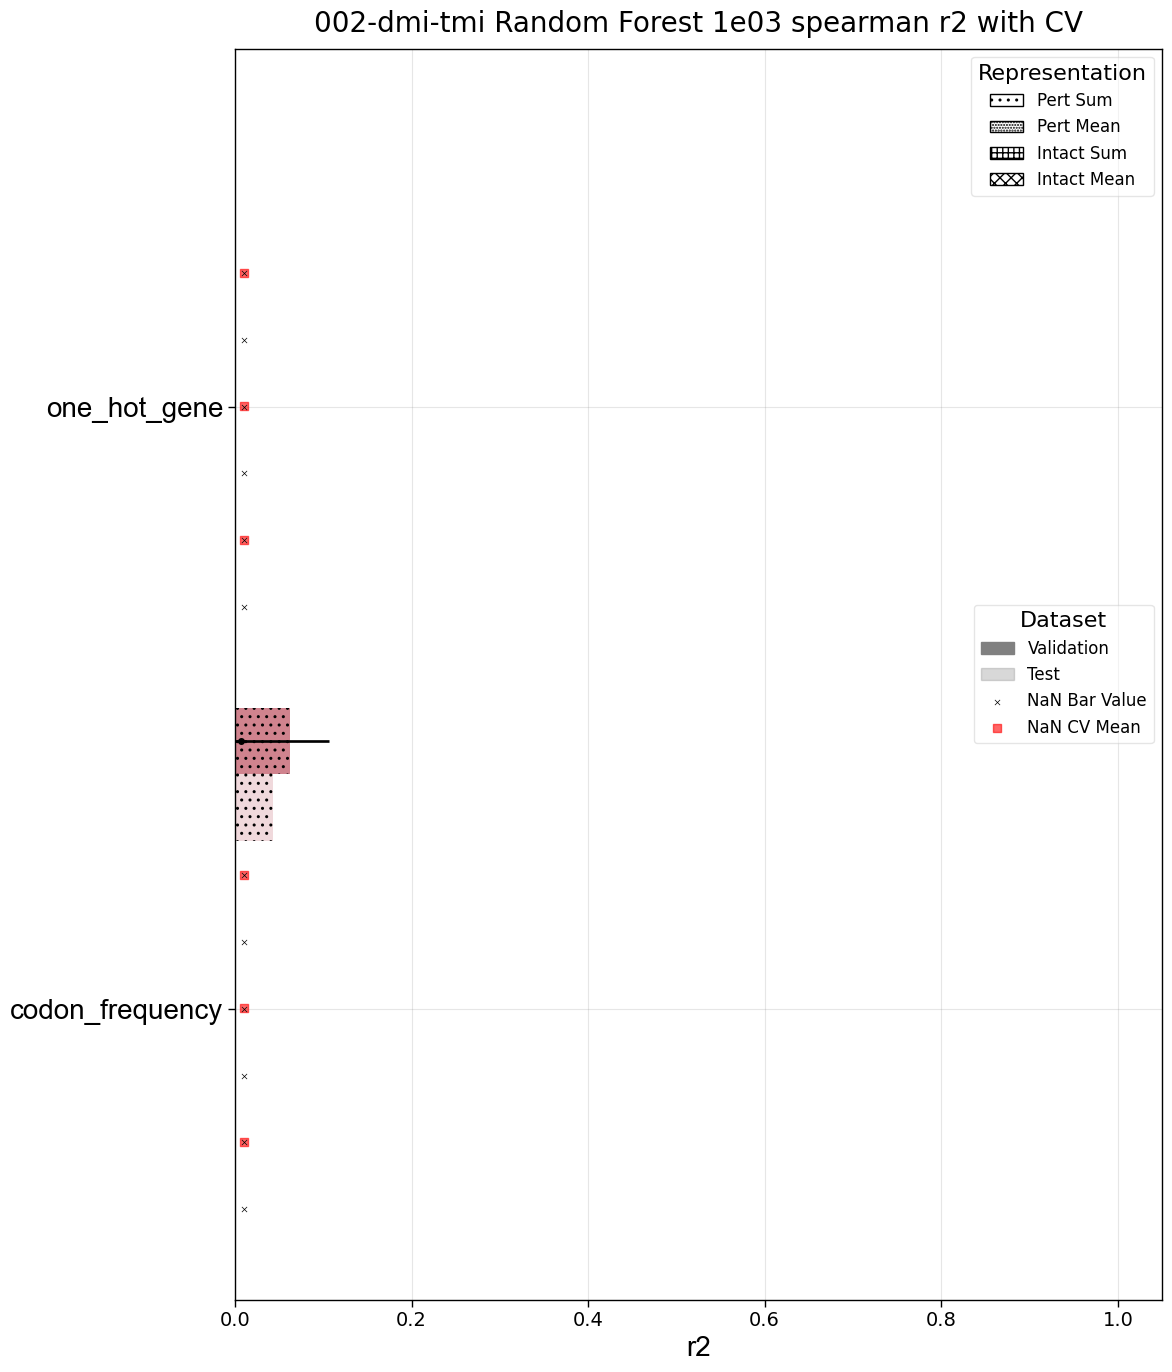 002-dmi-tmi Random Forest 1e03 spearman r2 with CV
Representation
Pert Sum
Pert Mean
Intact Sum
Intact Mean
one_hot_gene
Dataset
Validation
Test
NaN Bar Value
NaN CV Mean
codon_frequency
0.0 0.2 0.4 0.6 0.8 1.0
r2